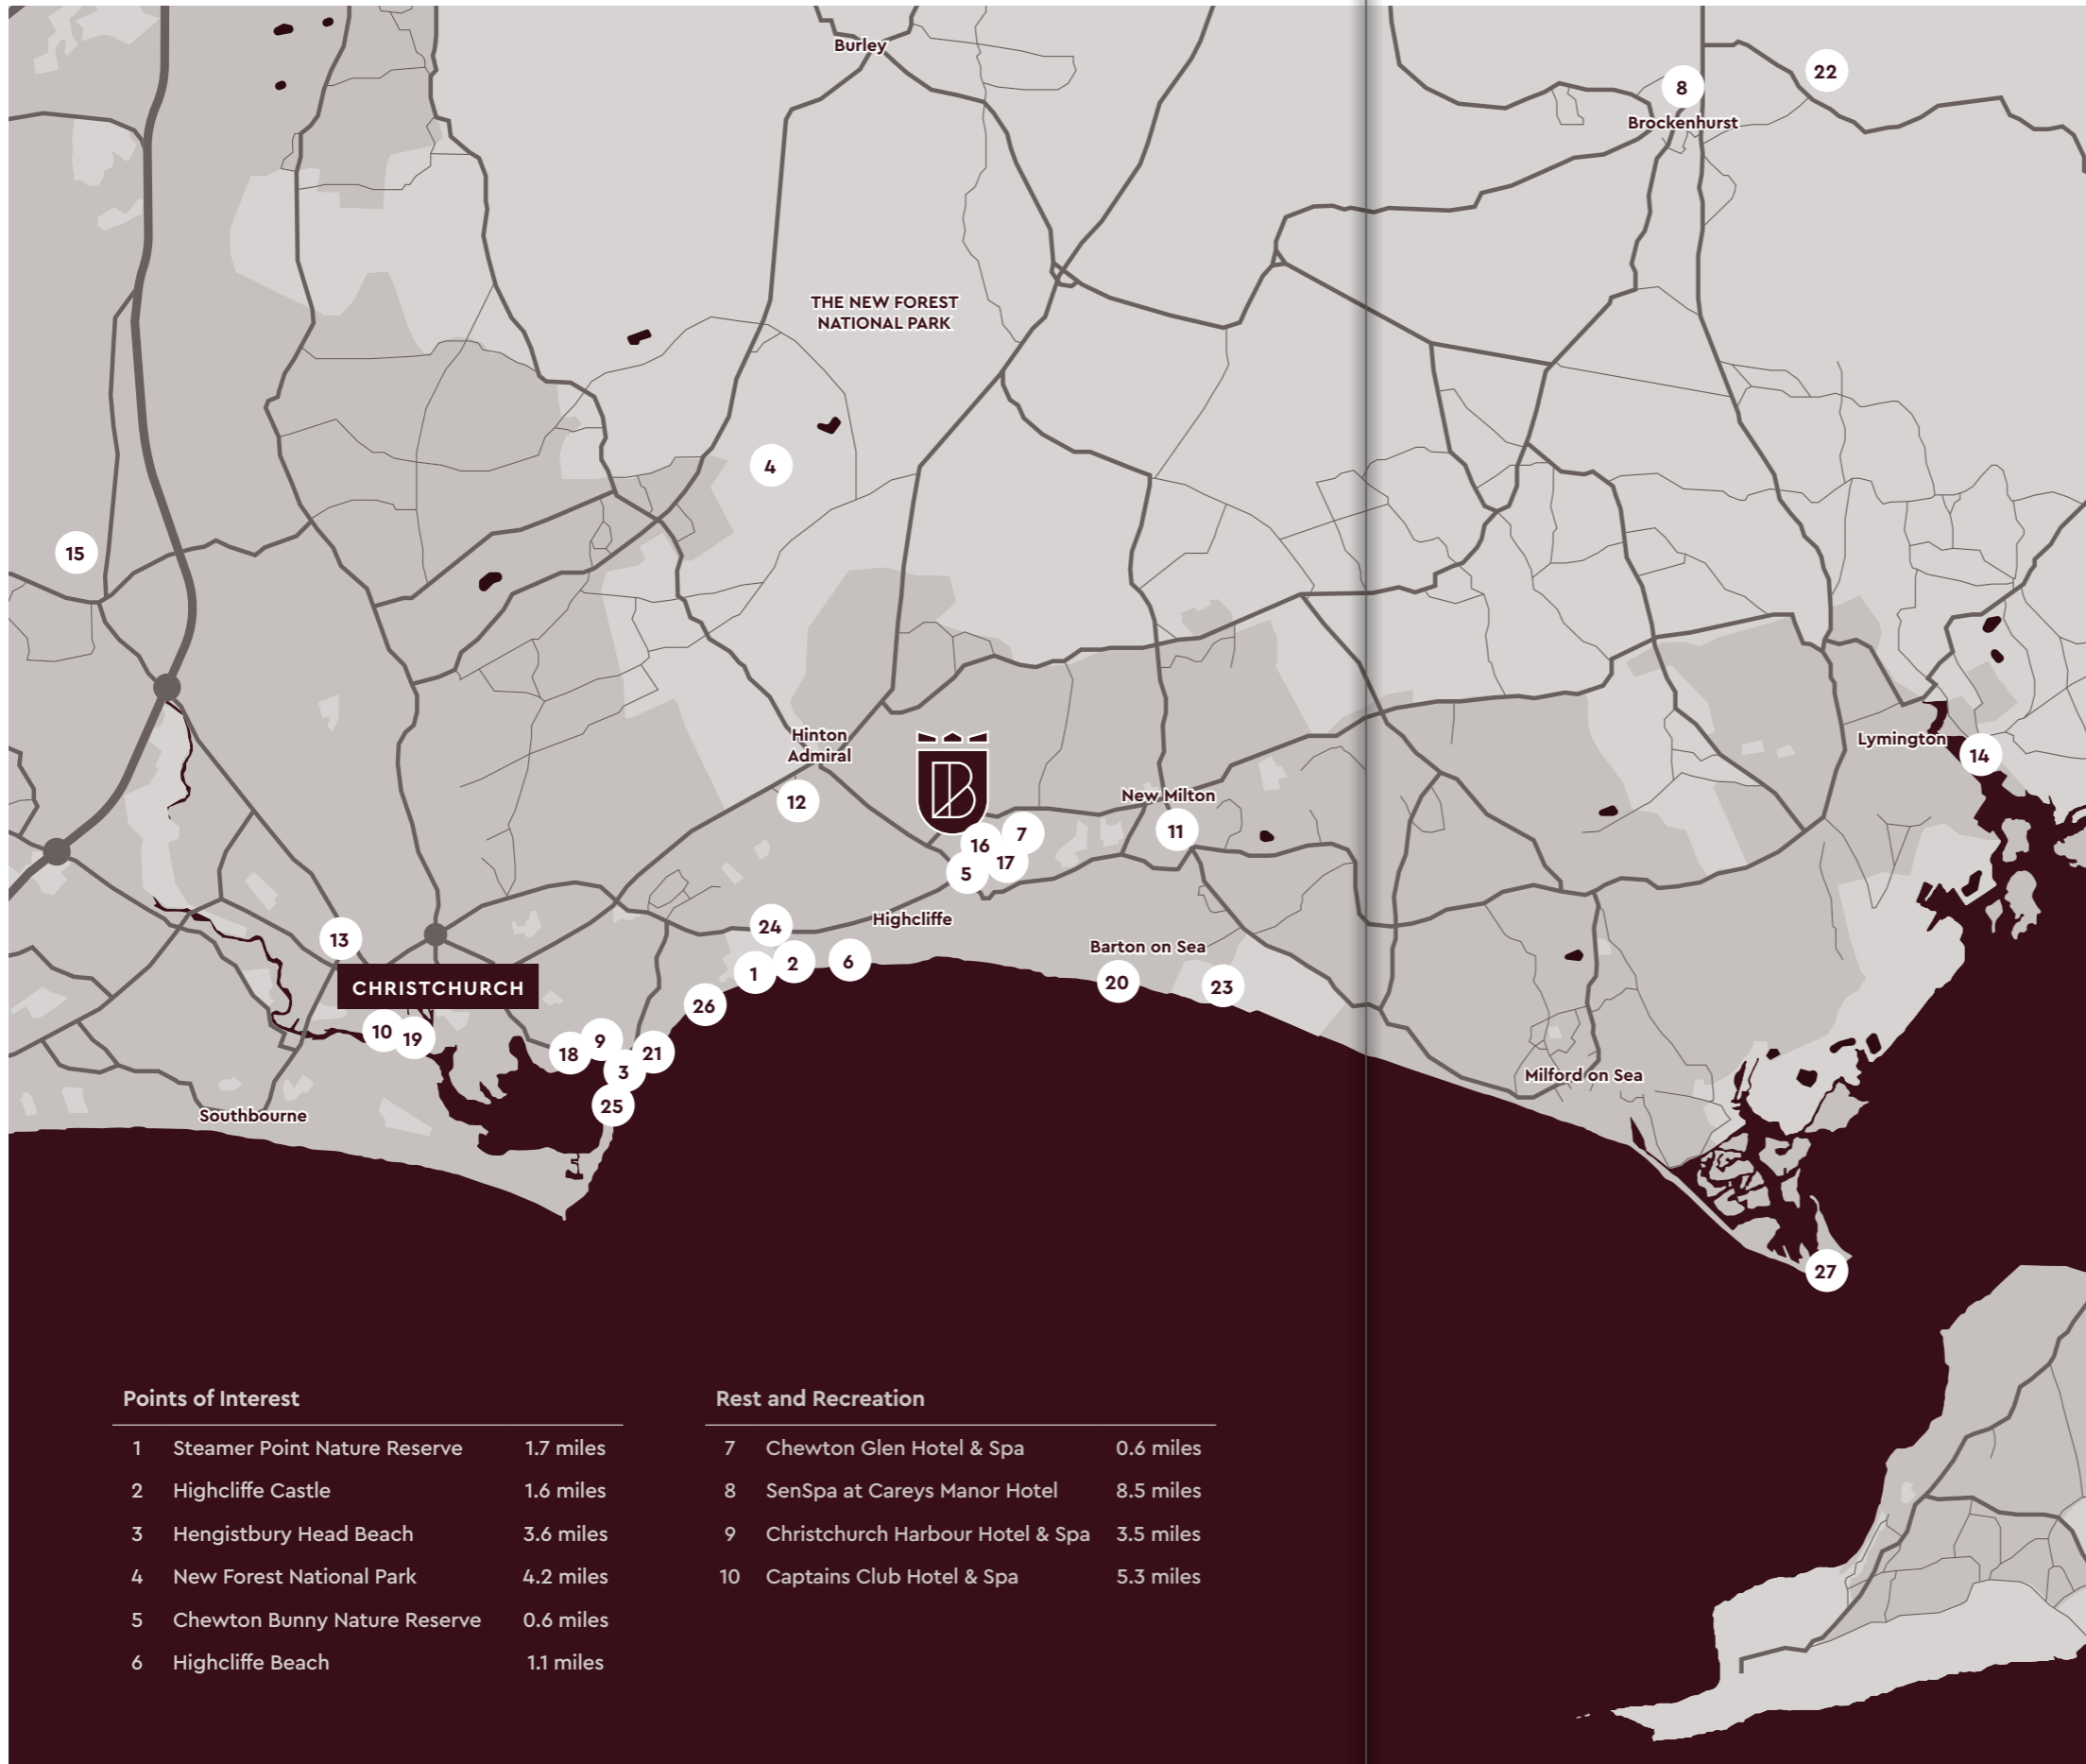 Burley
8
22
Brockenhurst
THE NEW FOREST
NATIONAL PARK
4
15
Hinton
Admiral
B
Lymington
14
12
New Milton
11
7
16
17
5
13
24
Highcliffe
Barton on Sea
CHRISTCHURCH
1
2
6
20
23
26
10
19
18
9
21
3
Milford on Sea
25
Southbourne
27
Points of Interest
1 Steamer Point Nature Reserve 1.7 miles
2 Highcliffe Castle 1.6 miles
3 Hengistbury Head Beach 3.6 miles
4 New Forest National Park 4.2 miles
5 Chewton Bunny Nature Reserve 0.6 miles
6 Highcliffe Beach 1.1 miles
Rest and Recreation
7 Chewton Glen Hotel & Spa 0.6 miles
8 SenSpa at Careys Manor Hotel 8.5 miles
9 Christchurch Harbour Hotel & Spa 3.5 miles
10 Captains Club Hotel & Spa 5.3 miles